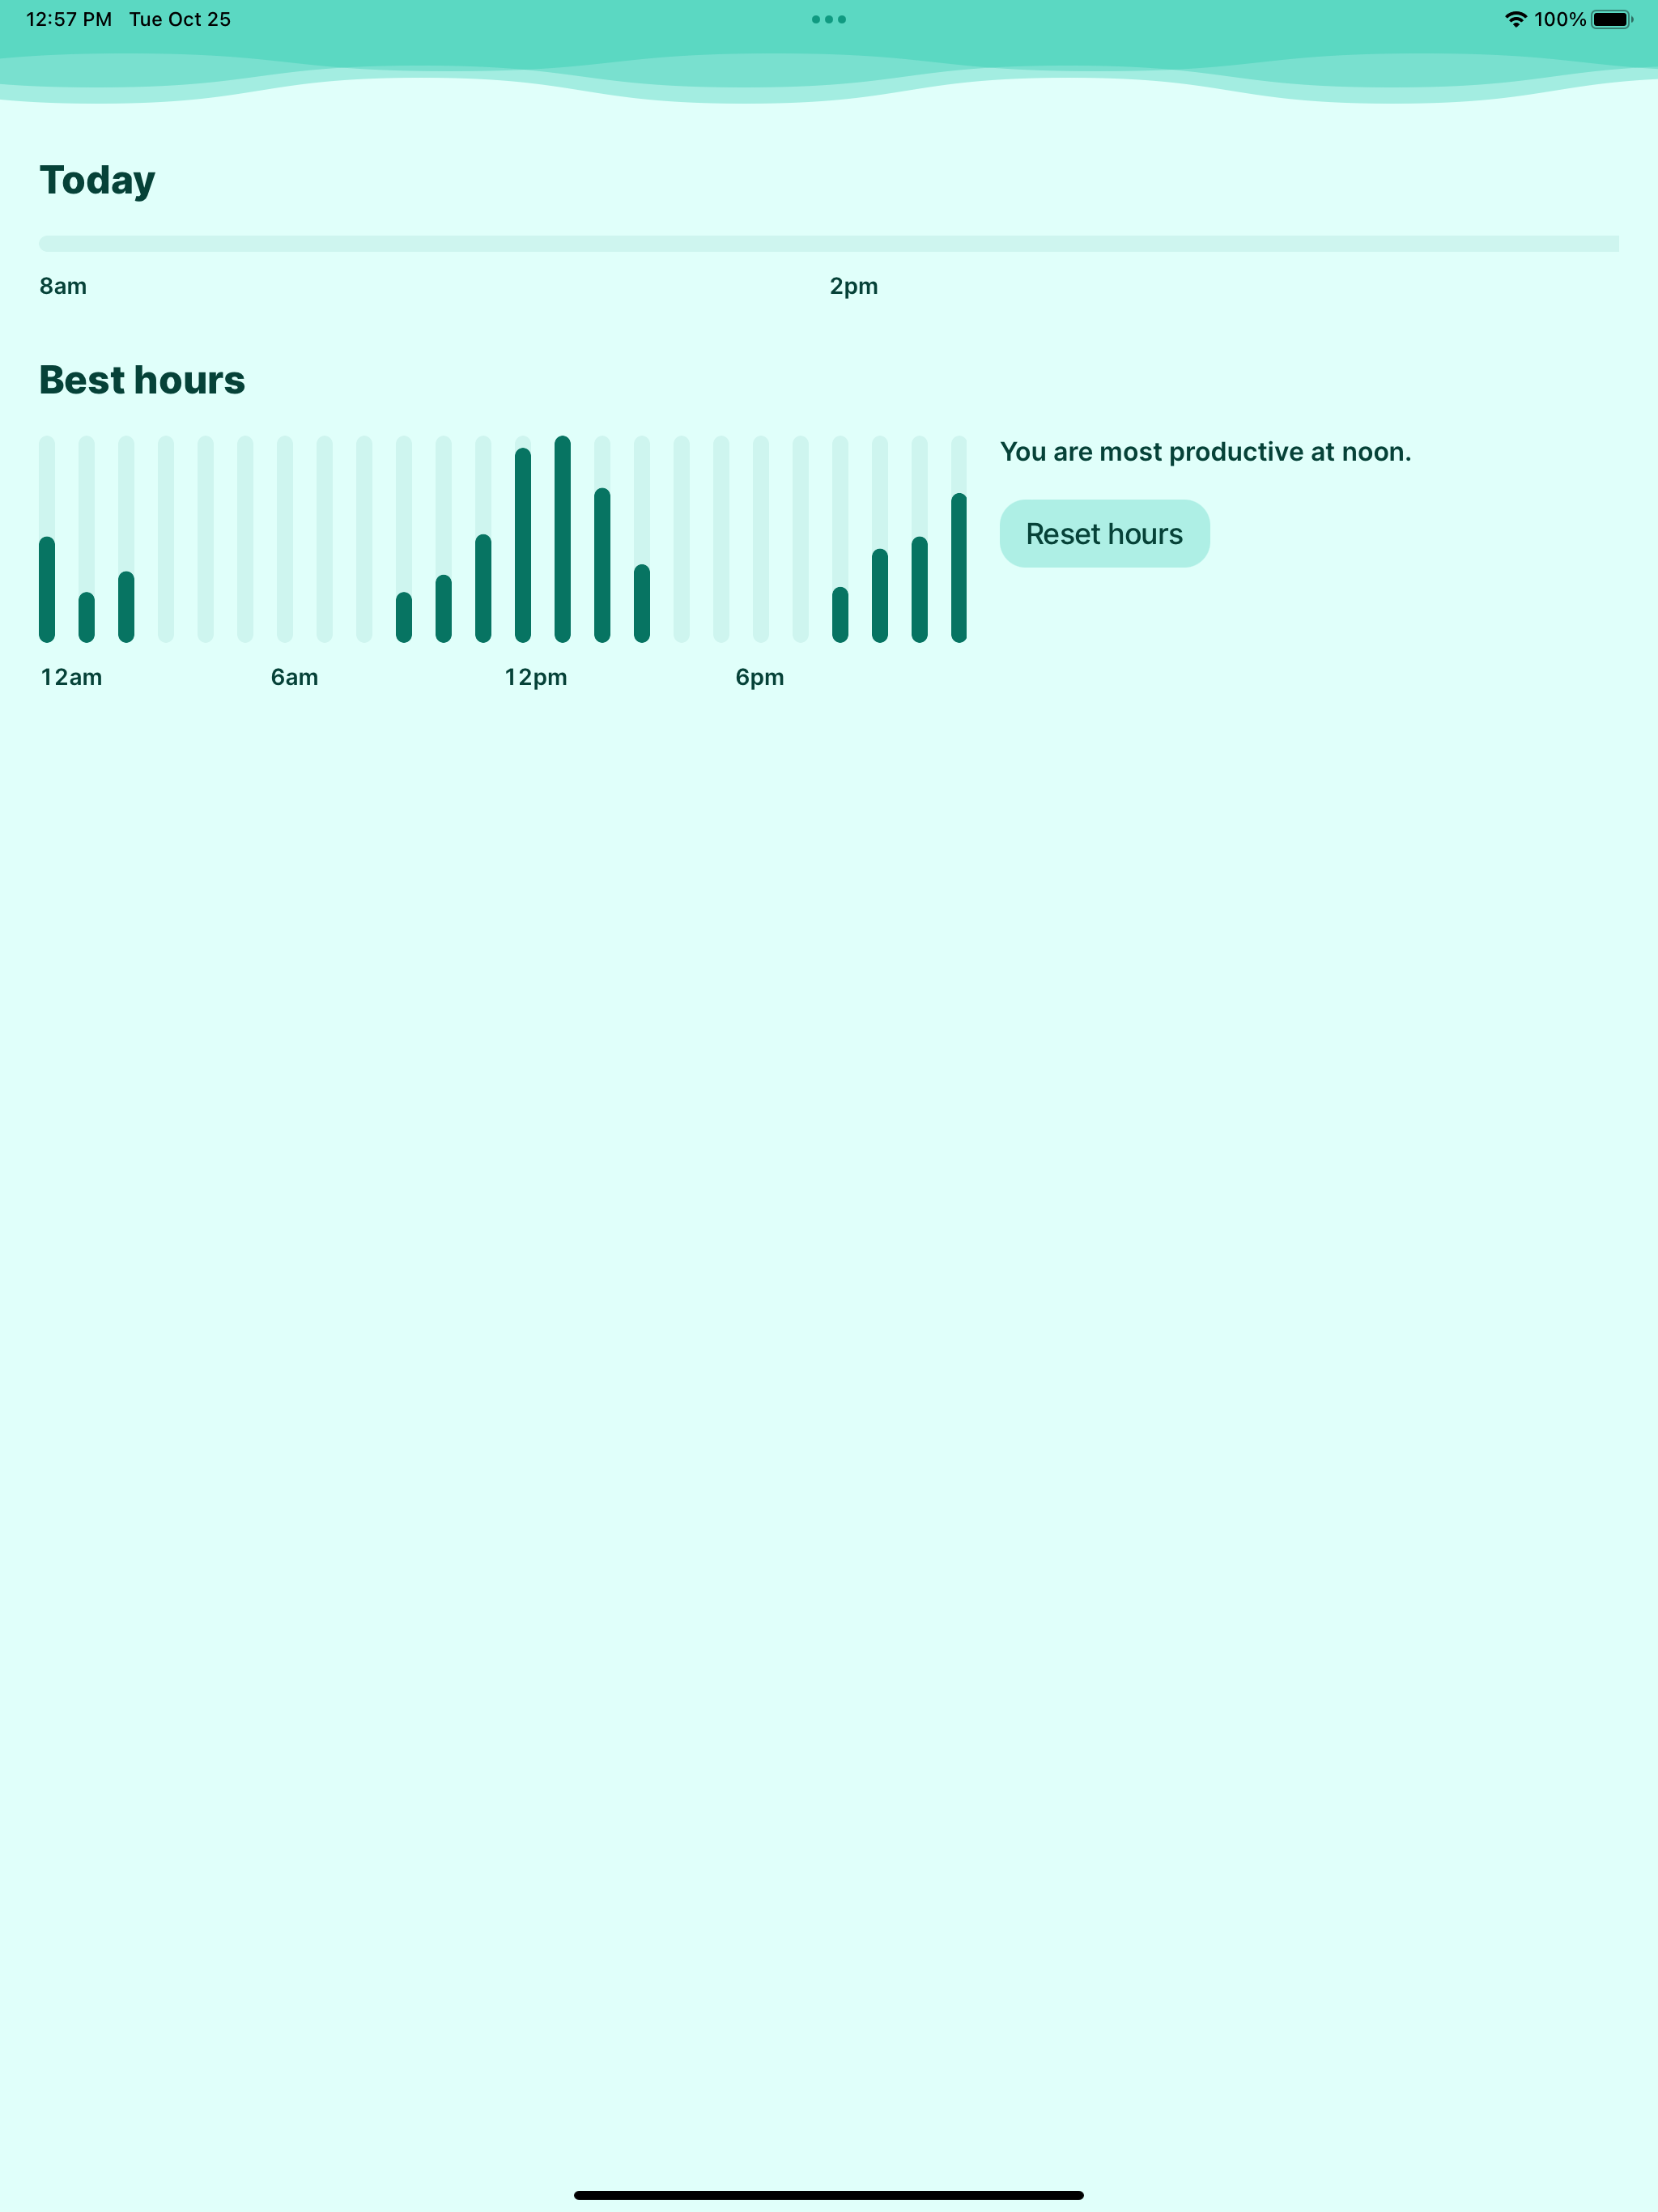 12:57 PM Tue Oct 25
100%
Today
8am
2pm
Best hours
You are most productive at noon.
Reset hours
12am
6am
12pm
6pm